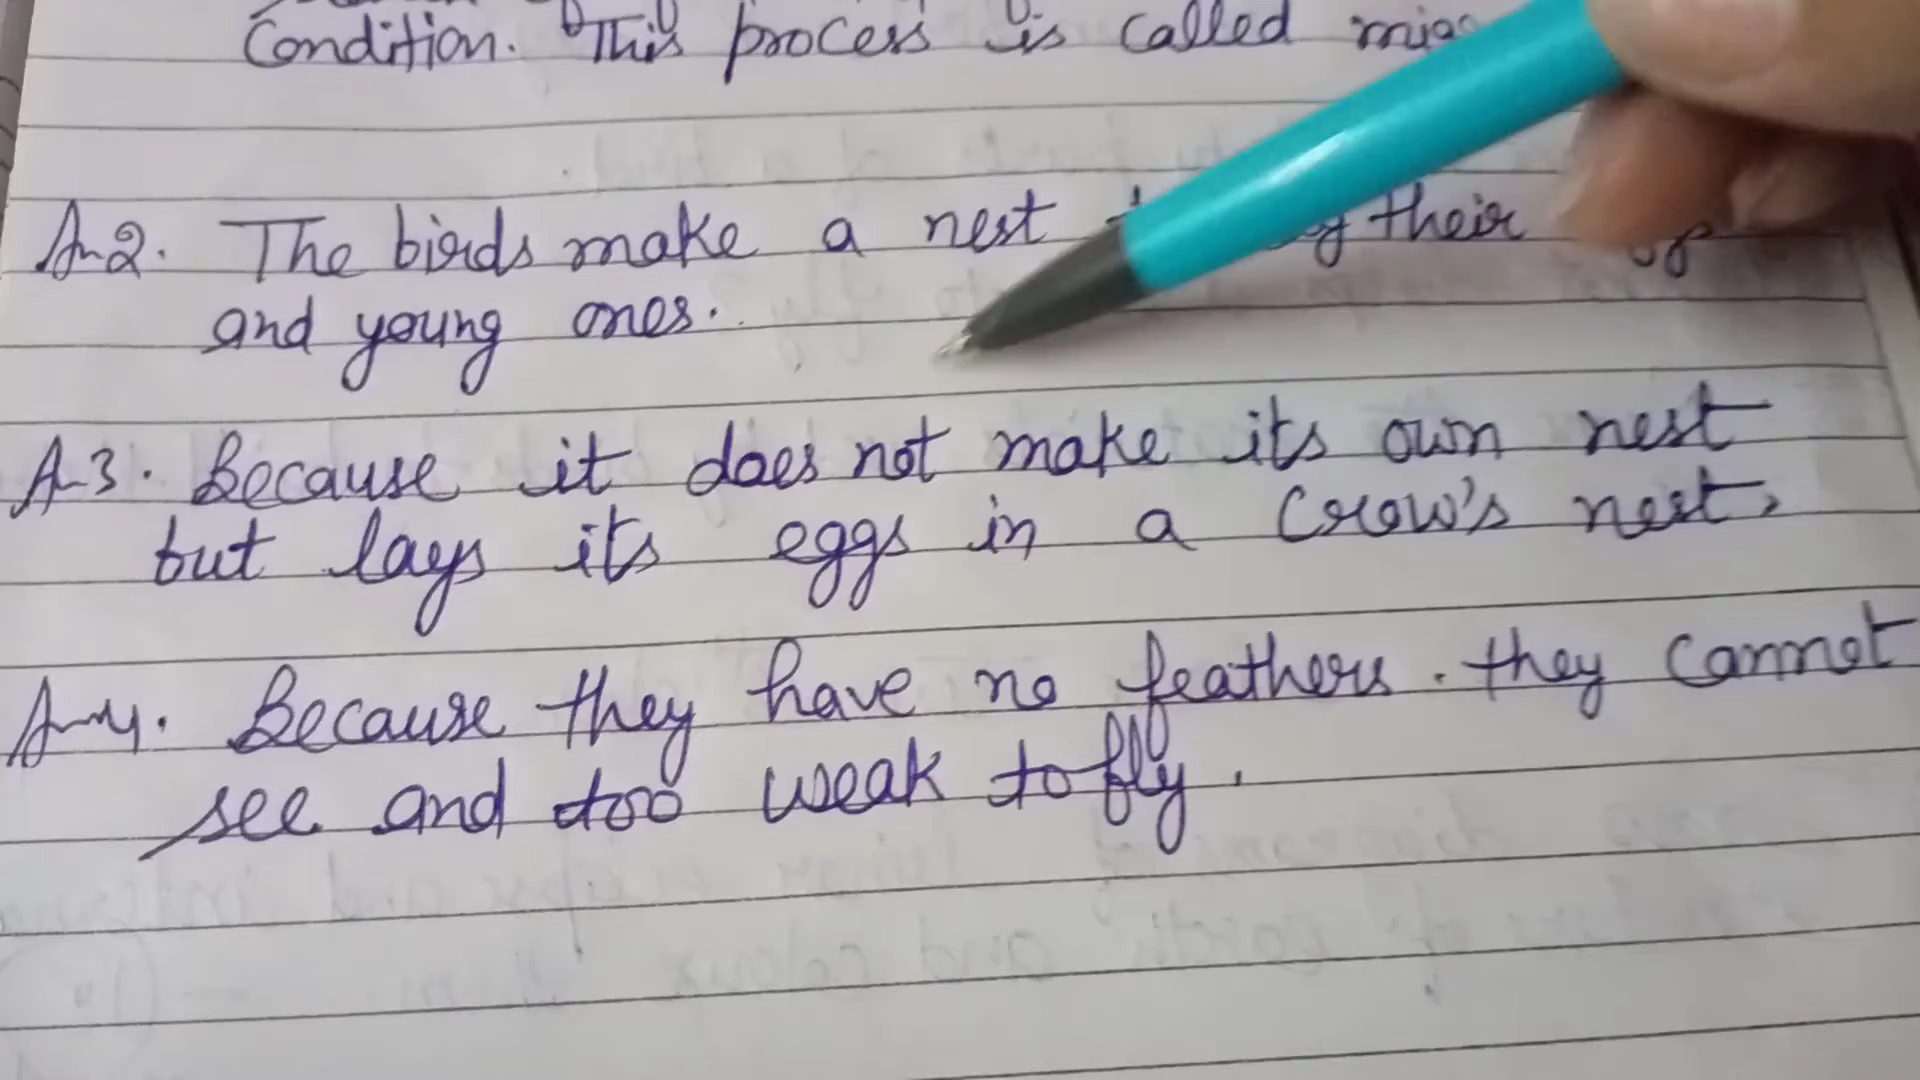 Condition. This process is called
A-2. The birds make a nest their
and young ones.
A-3. Because it does not make its own nest
but lays its eggs in a Crow's nest.
A-4. Because they have no feathers. they cannot
see and too weak to fly.